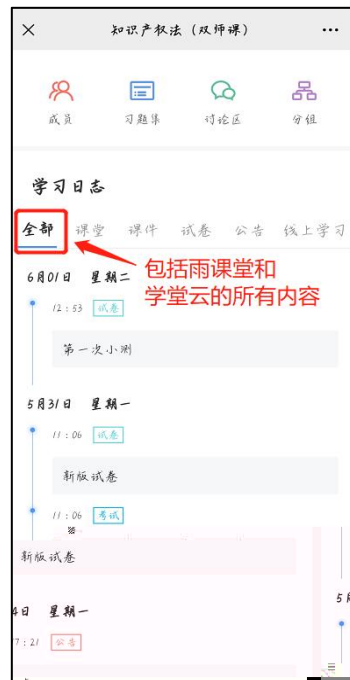 知识产权法（双师课）
成员 习题集 讨论区 分组
学习日志
全部 课堂 课件 试卷 公告 线上学习
包括雨课堂和
学堂云的所有内容
6月01日 星期二
12:53 试卷
第一次小测
5月31日 星期一
11:06 试卷
新版试卷
11:06 考试
新版试卷
4日 星期一
7:21 公告